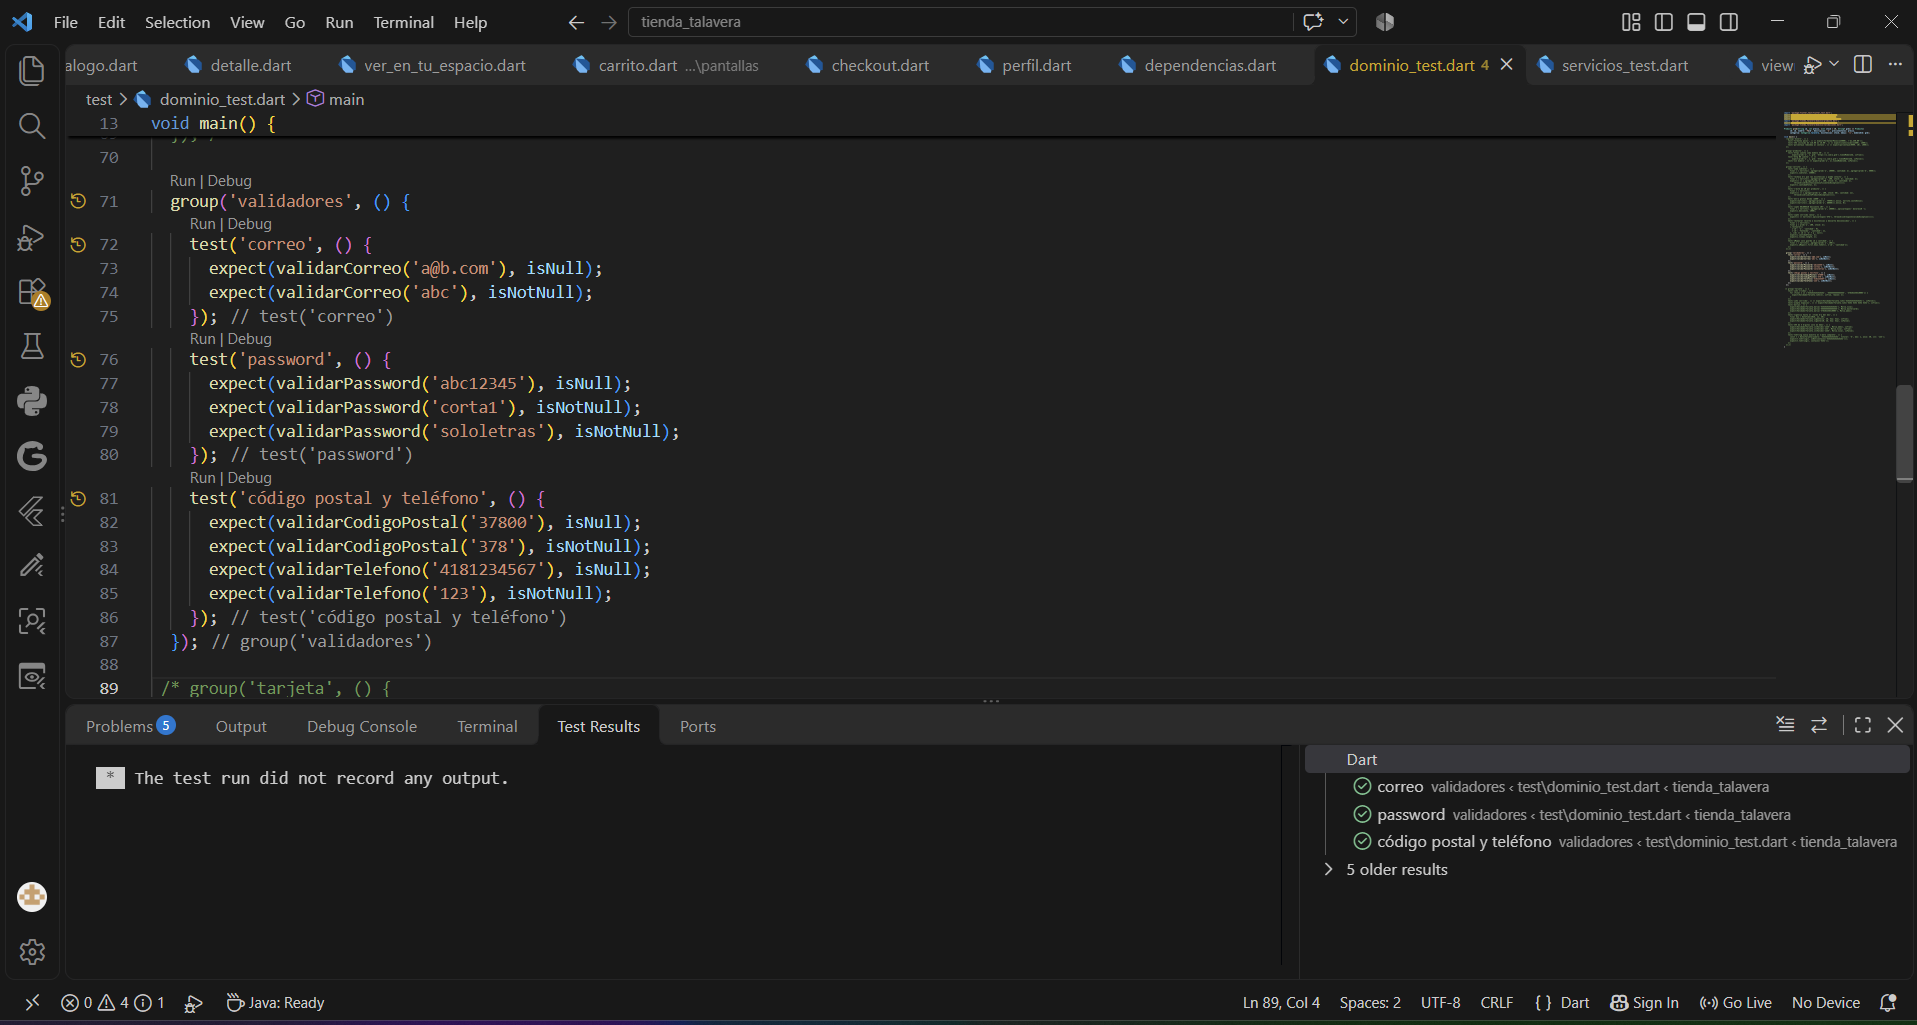 File Edit Selection View Go Run Terminal Help
tienda_talavera
alogo.dart detalle.dart ver_en_tu_espacio.dart carrito.dart ...\pantallas checkout.dart perfil.dart dependencias.dart dominio_test.dart 4 servicios_test.dart view
test > dominio_test.dart > main
13 void main() {
70
Run | Debug
71 group('validadores', () {
Run | Debug
72 test('correo', () {
73 expect(validarCorreo('a@b.com'), isNull);
74 expect(validarCorreo('abc'), isNotNull);
75 }); // test('correo')
Run | Debug
76 test('password', () {
77 expect(validarPassword('abc12345'), isNull);
78 expect(validarPassword('corta1'), isNotNull);
79 expect(validarPassword('sololetras'), isNotNull);
80 }); // test('password')
Run | Debug
81 test('código postal y teléfono', () {
82 expect(validarCodigoPostal('37800'), isNull);
83 expect(validarCodigoPostal('378'), isNotNull);
84 expect(validarTelefono('4181234567'), isNull);
85 expect(validarTelefono('123'), isNotNull);
86 }); // test('código postal y teléfono')
87 }); // group('validadores')
88
89 /* group('tarjeta', () {
Problems 5 Output Debug Console Terminal Test Results Ports
* The test run did not record any output.
Dart
correo validadores ‹ test\dominio_test.dart ‹ tienda_talavera
password validadores ‹ test\dominio_test.dart ‹ tienda_talavera
código postal y teléfono validadores ‹ test\dominio_test.dart ‹ tienda_talavera
5 older results
0 4 1 Java: Ready Ln 89, Col 4 Spaces: 2 UTF-8 CRLF { } Dart Sign In Go Live No Device